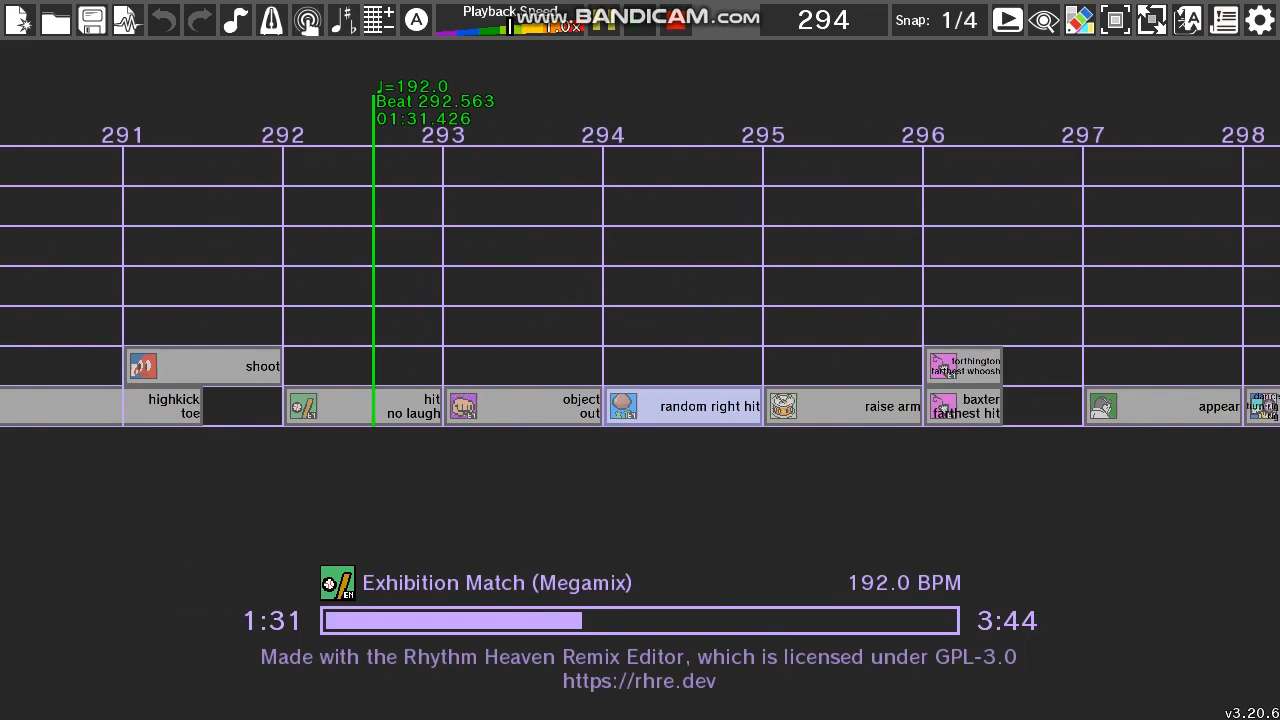 Playback Speed
1.0x
www.BANDICAM.com
294
Snap: 1/4
♩=192.0
Beat 292.563
01:31.426
291 292 293 294 295 296 297 298
shoot
forthington
farthest whoosh
highkick
toe
hit
no laugh
object
out
random right hit
raise arm
baxter
farthest hit
appear
Exhibition Match (Megamix)
192.0 BPM
1:31
3:44
Made with the Rhythm Heaven Remix Editor, which is licensed under GPL-3.0
https://rhre.dev
v3.20.6